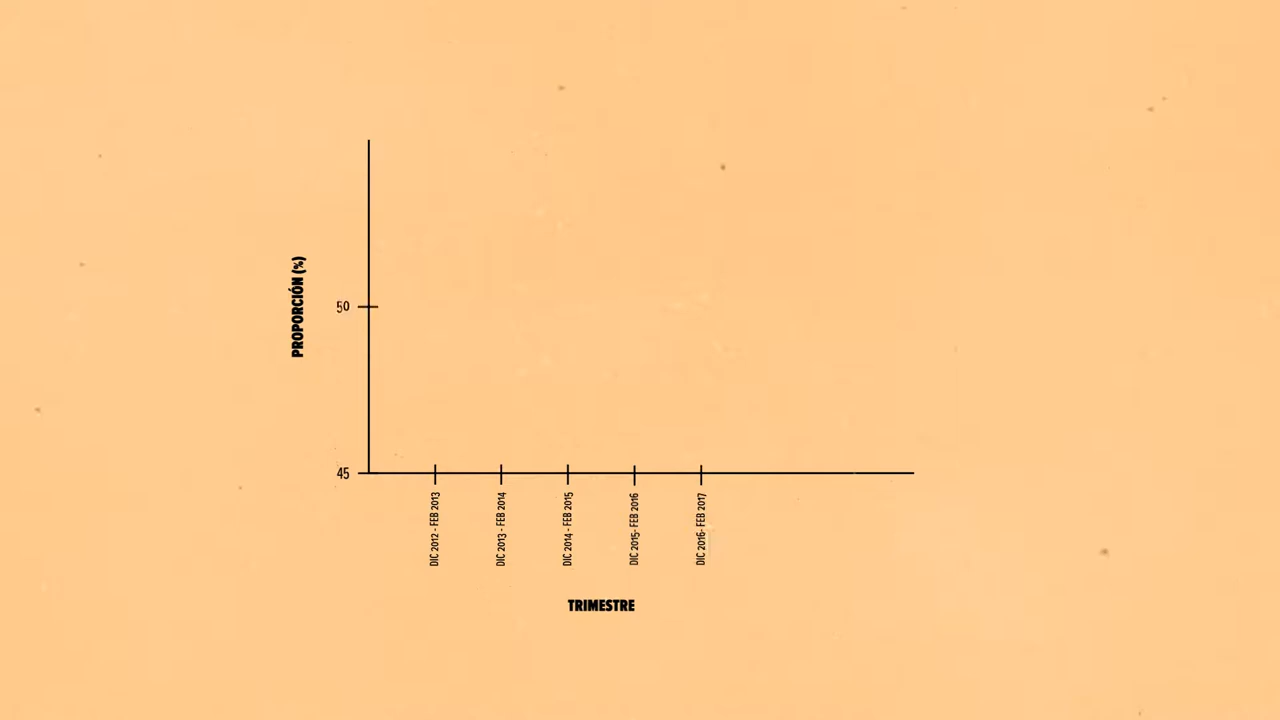 PROPORCIÓN (%)
50
45
DIC 2012 - FEB 2013
DIC 2013 - FEB 2014
DIC 2014 - FEB 2015
DIC 2015- FEB 2016
DIC 2016- FEB 2017
TRIMESTRE